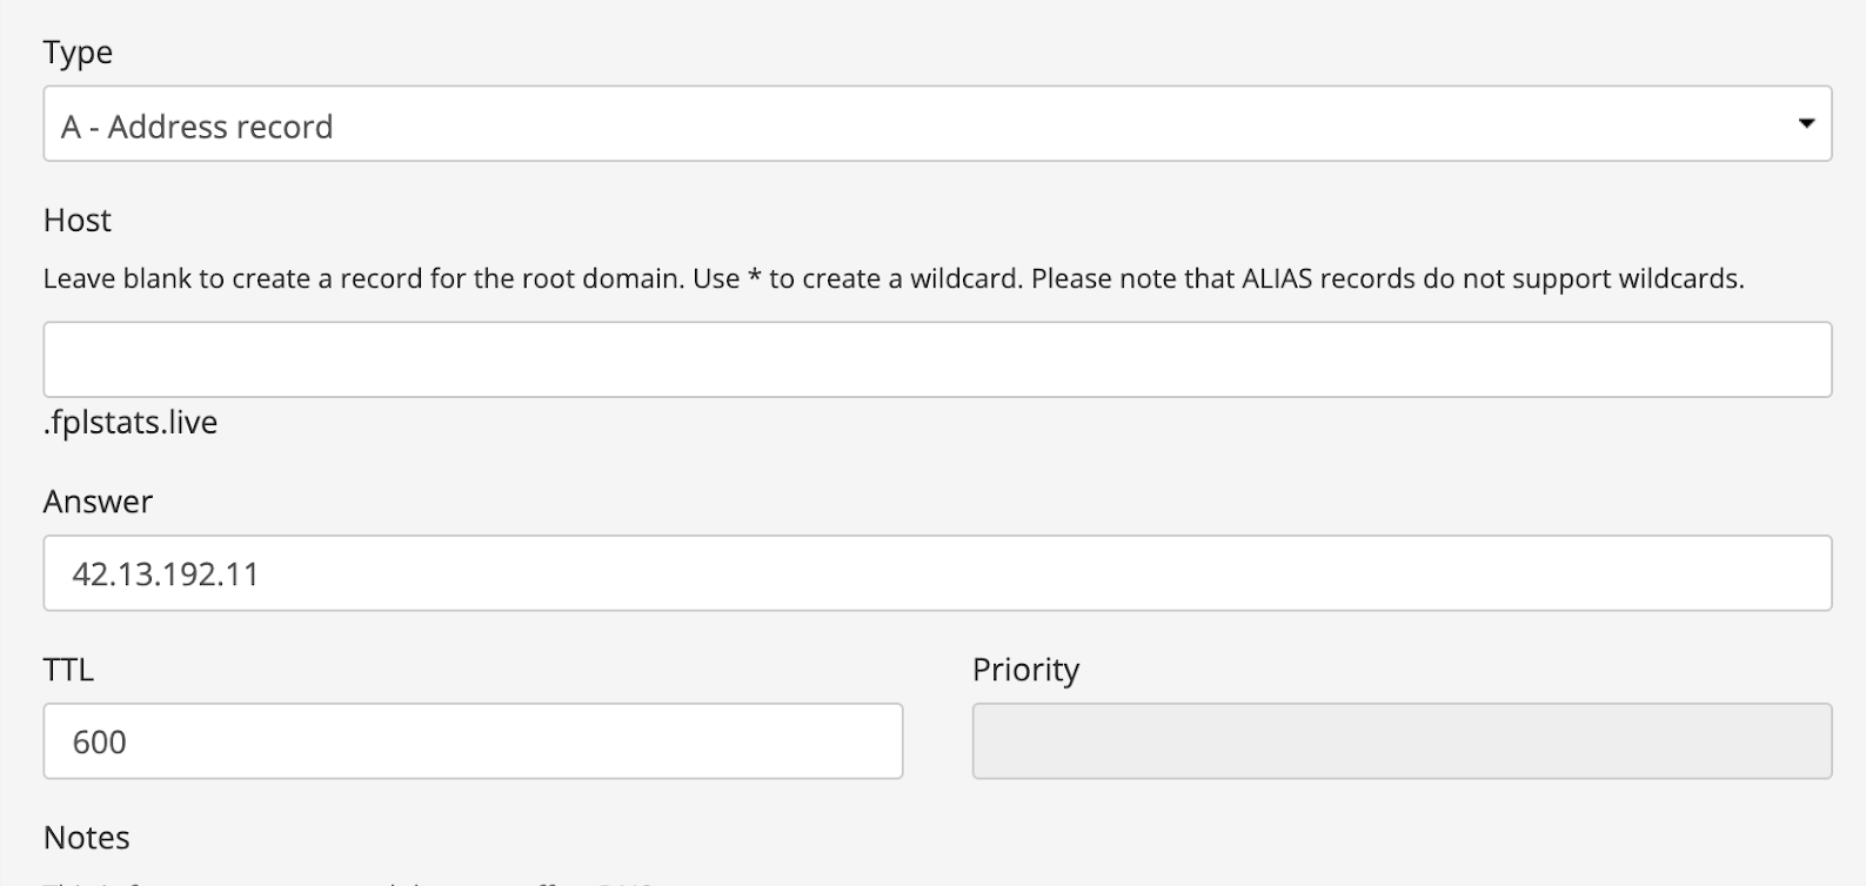 Type
A - Address record
Host
Leave blank to create a record for the root domain. Use * to create a wildcard. Please note that ALIAS records do not support wildcards.
.fplstats.live
Answer
42.13.192.11
TTL
Priority
600
Notes